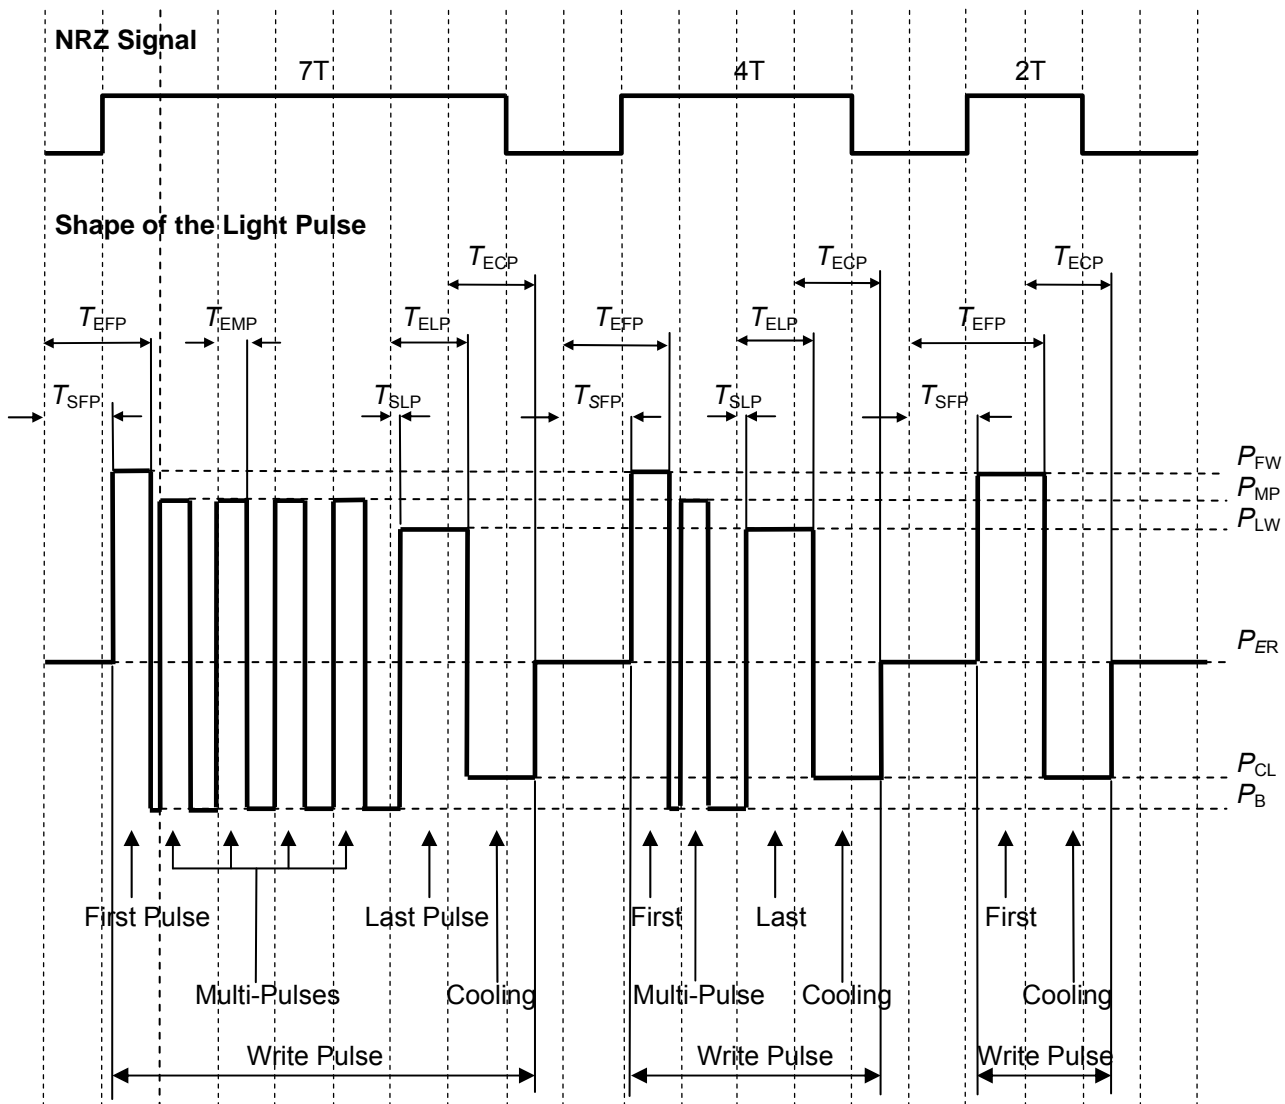 NRZ Signal
7T 4T 2T
Shape of the Light Pulse
TECP TECP TECP
TEFP TEMP TELP TEFP TELP TEFP
TSFP TSLP TSFP TSLP TSFP
PFW
PMP
PLW
PER
PCL
PB
First Pulse Last Pulse First Last First
Multi-Pulses Cooling Multi-Pulse Cooling Cooling
Write Pulse Write Pulse Write Pulse